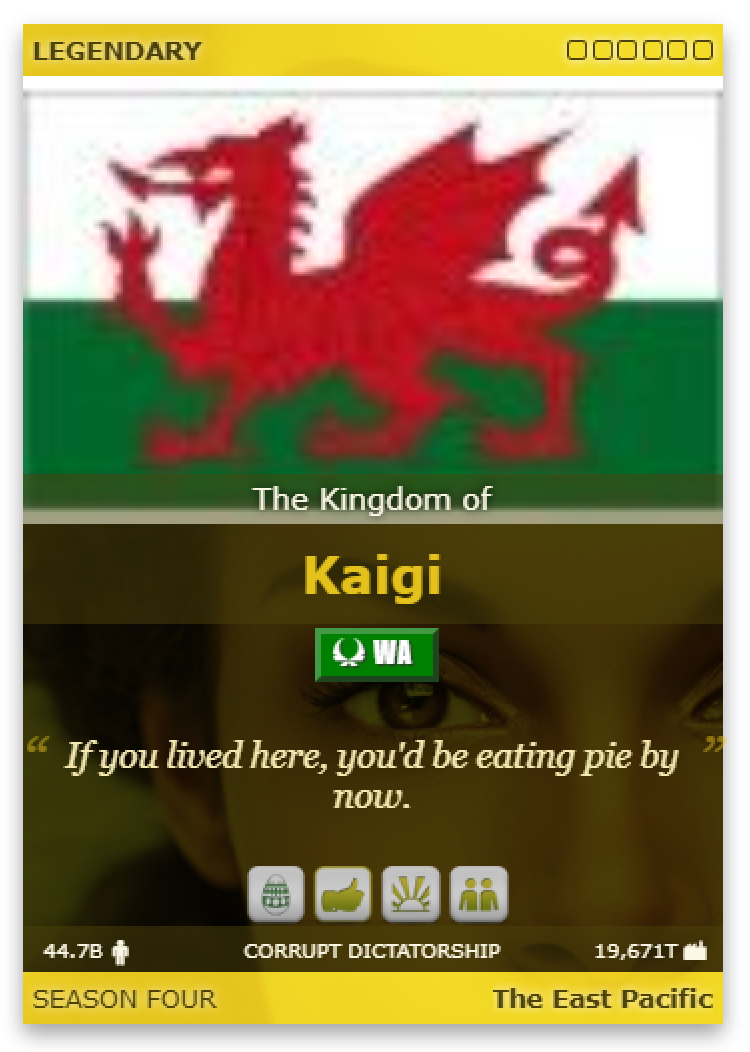 LEGENDARY
The Kingdom of
Kaigi
WA
“ If you lived here, you'd be eating pie by ”
now.
44.7B CORRUPT DICTATORSHIP 19,671T
SEASON FOUR The East Pacific